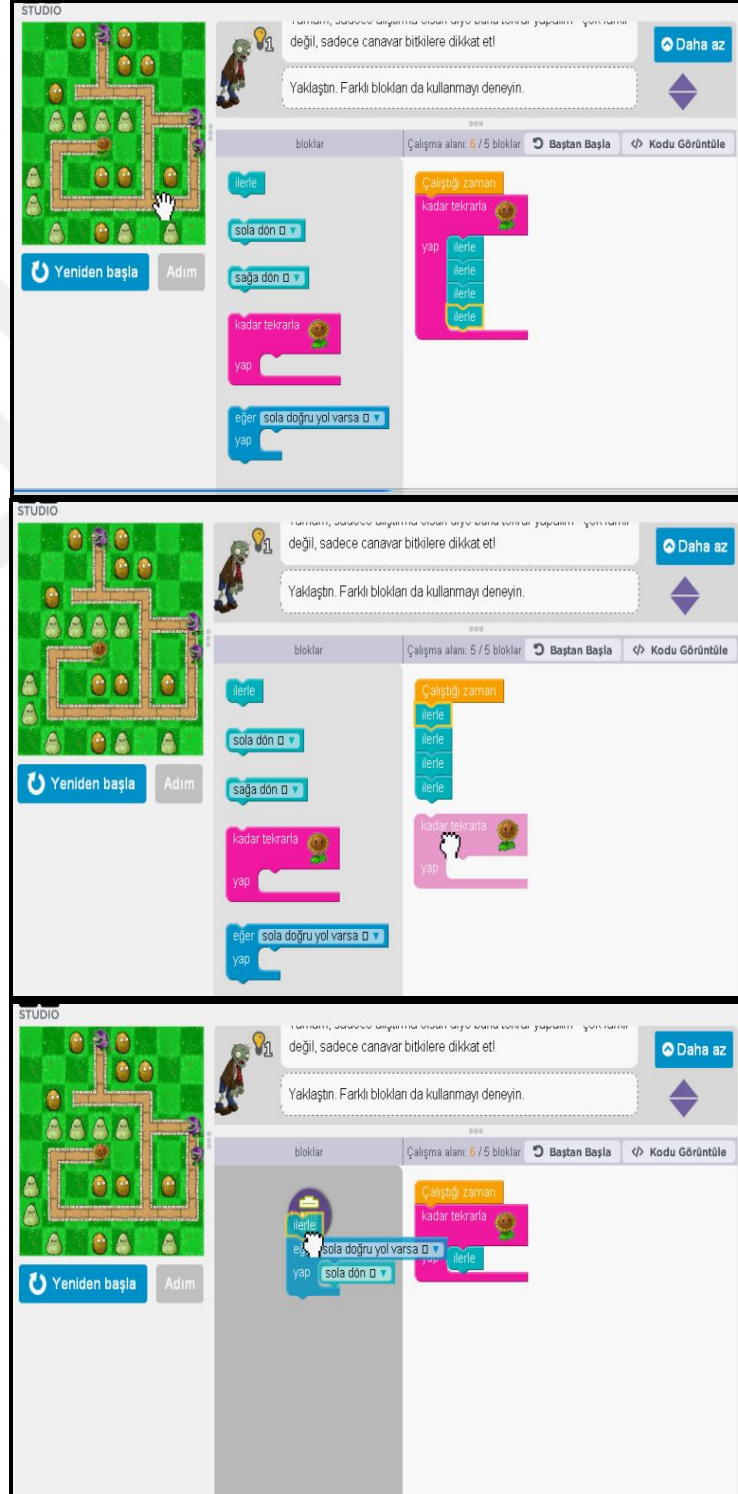 STUDIO
değil, sadece canavar bitkilere dikkat et!
1
Daha az
Yaklaştın. Farklı blokları da kullanmayı deneyin.
bloklar
Çalışma alanı: 6 / 5 bloklar
Baştan Başla
</> Kodu Görüntüle
ilerle
sola dön
sağa dön
kadar tekrarla
yap
eğer sola doğru yol varsa
yap
Çalıştığı zaman
kadar tekrarla
yap ilerle
ilerle
ilerle
ilerle
Yeniden başla
Adım
STUDIO
değil, sadece canavar bitkilere dikkat et!
1
Daha az
Yaklaştın. Farklı blokları da kullanmayı deneyin.
bloklar
Çalışma alanı: 5 / 5 bloklar
Baştan Başla
</> Kodu Görüntüle
ilerle
sola dön
sağa dön
kadar tekrarla
yap
eğer sola doğru yol varsa
yap
Çalıştığı zaman
ilerle
ilerle
ilerle
ilerle
kadar tekrarla
yap
Yeniden başla
Adım
STUDIO
değil, sadece canavar bitkilere dikkat et!
1
Daha az
Yaklaştın. Farklı blokları da kullanmayı deneyin.
bloklar
Çalışma alanı: 6 / 5 bloklar
Baştan Başla
</> Kodu Görüntüle
ilerle
sola doğru yol varsa
yap sola dön
Çalıştığı zaman
kadar tekrarla
yap ilerle
Yeniden başla
Adım